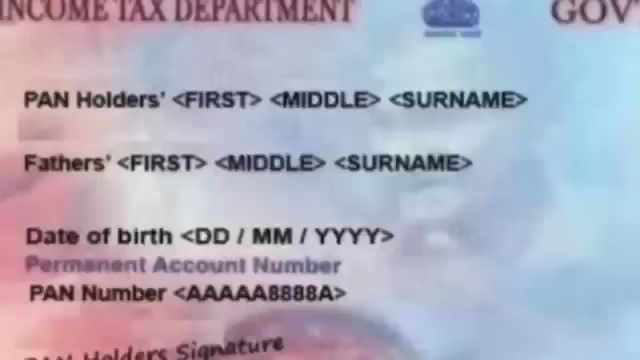 INCOME TAX DEPARTMENT GOV
PAN Holders' <FIRST> <MIDDLE> <SURNAME>
Fathers' <FIRST> <MIDDLE> <SURNAME>
Date of birth <DD / MM / YYYY>
Permanent Account Number
PAN Number <AAAAA8888A>
PAN Holders Signature